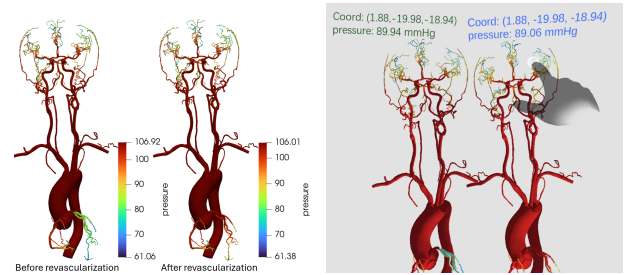 106.92
100
90
80
70
61.06
pressure
Before revascularization
106.01
100
90
80
70
61.38
pressure
After revascularization
Coord: (1.88,-19.98,-18.94)
pressure: 89.94 mmHg
Coord: (1.88, -19.98, -18.94)
pressure: 89.06 mmHg